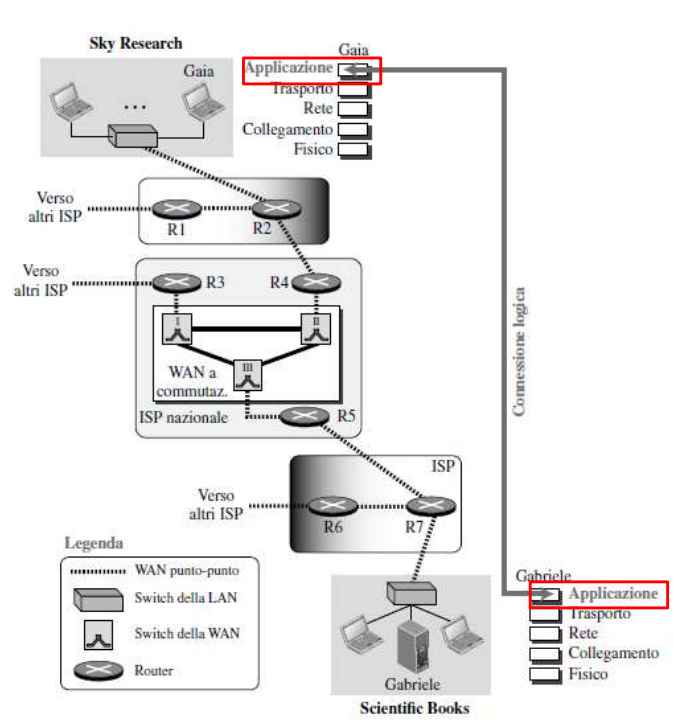 Sky Research
Gaia
Gaia
Applicazione
Trasporto
Rete
Collegamento
Fisico
...
Verso
altri ISP
R1
R2
Verso
altri ISP
R3
R4
I
II
III
WAN a
commutaz.
ISP nazionale
R5
Connessione logica
ISP
Verso
altri ISP
R6
R7
Legenda
WAN punto-punto
Switch della LAN
Switch della WAN
Router
Gabriele
Scientific Books
Gabriele
Applicazione
Trasporto
Rete
Collegamento
Fisico